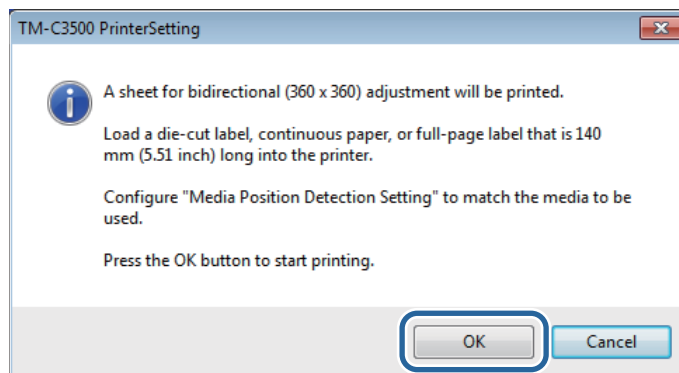 TM-C3500 PrinterSetting
A sheet for bidirectional (360 x 360) adjustment will be printed.
Load a die-cut label, continuous paper, or full-page label that is 140
mm (5.51 inch) long into the printer.
Configure "Media Position Detection Setting" to match the media to be
used.
Press the OK button to start printing.
OK
Cancel